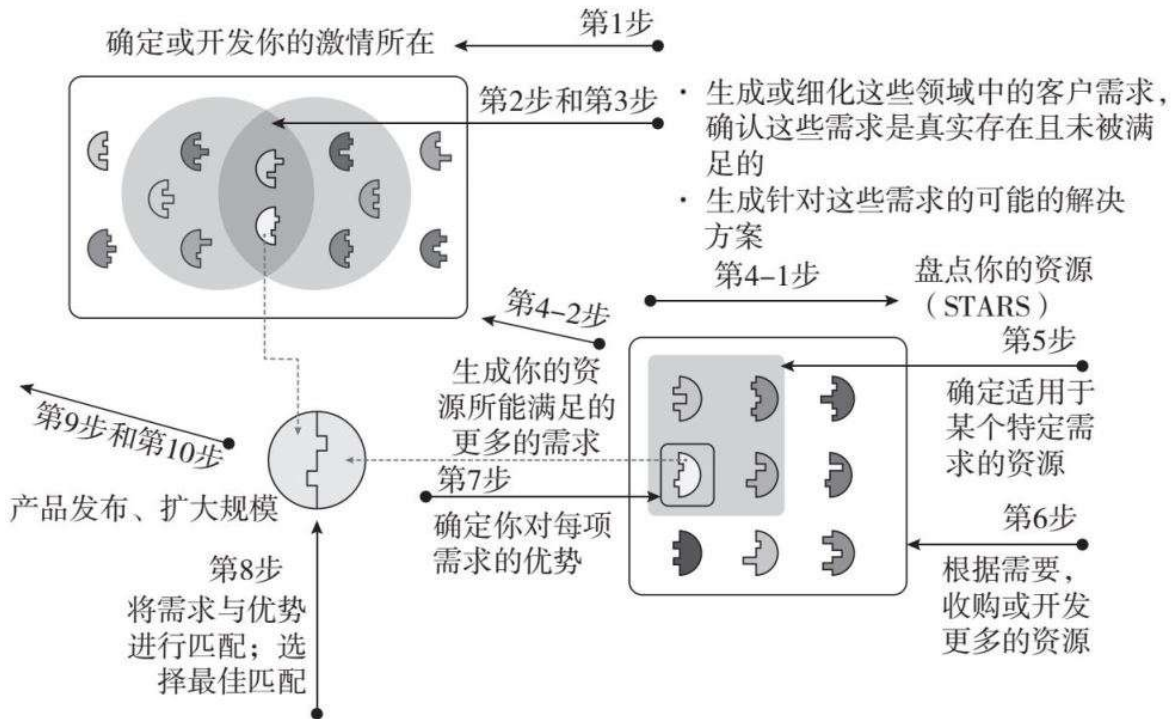 第1步
确定或开发你的激情所在
第2步和第3步
· 生成或细化这些领域中的客户需求，
确认这些需求是真实存在且未被满
足的
· 生成针对这些需求的可能的解决
方案
第4-1步
盘点你的资源
（STARS）
第4-2步
生成你的资
源所能满足的
更多的需求
第5步
确定适用于
某个特定需
求的资源
第6步
根据需要，
收购或开发
更多的资源
第7步
确定你对每项
需求的优势
第8步
将需求与优势
进行匹配；选
择最佳匹配
第9步和第10步
产品发布、扩大规模